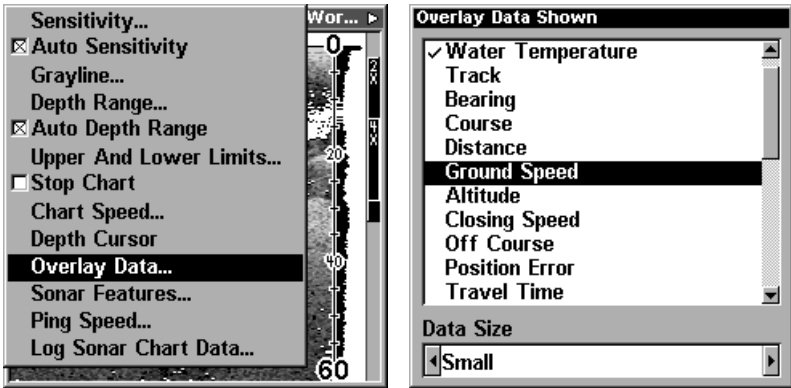 Sensitivity...
Auto Sensitivity
Grayline...
Depth Range...
Auto Depth Range
Upper And Lower Limits...
Stop Chart
Chart Speed...
Depth Cursor
Overlay Data...
Sonar Features...
Ping Speed...
Log Sonar Chart Data...
Wor...
0
20
40
60
2X
4X
Overlay Data Shown
Water Temperature
Track
Bearing
Course
Distance
Ground Speed
Altitude
Closing Speed
Off Course
Position Error
Travel Time
Data Size
Small